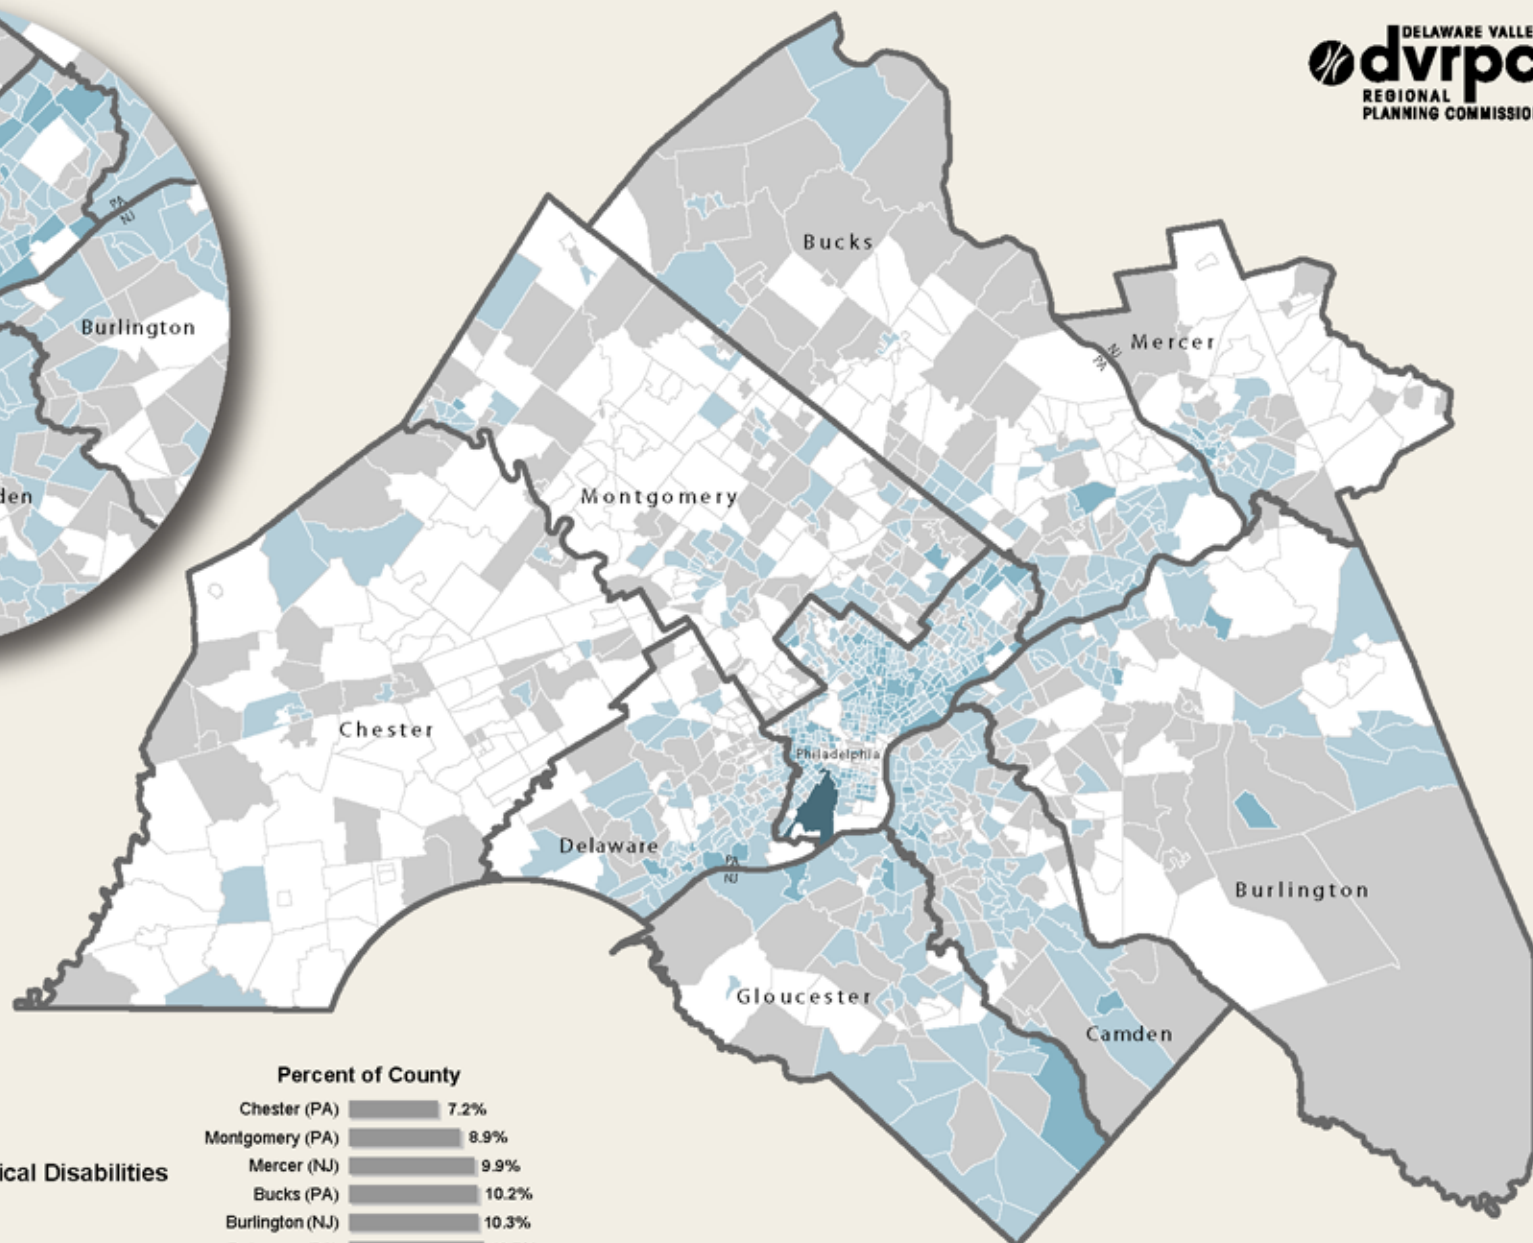 DELAWARE VALLE
dvrpc
REGIONAL
PLANNING COMMISSION
PA
NJ
Burlington
den
Bucks
Mercer
NJ
PA
Montgomery
Chester
Philadelphia
Delaware
PA
NJ
Burlington
Gloucester
Camden
Percent of County
Chester (PA) 7.2%
Montgomery (PA) 8.9%
Mercer (NJ) 9.9%
Bucks (PA) 10.2%
Burlington (NJ) 10.3%
ical Disabilities